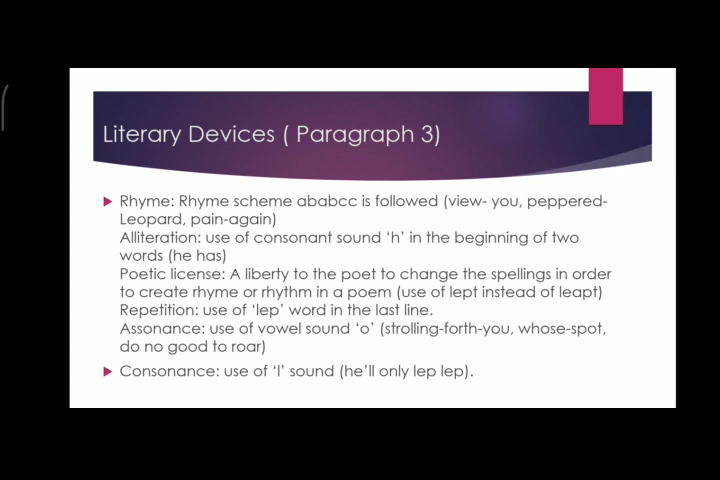 Literary Devices ( Paragraph 3)
Rhyme: Rhyme scheme ababcc is followed (view- you, peppered-
Leopard, pain-again)
Alliteration: use of consonant sound ‘h’ in the beginning of two
words (he has)
Poetic license: A liberty to the poet to change the spellings in order
to create rhyme or rhythm in a poem (use of lept instead of leapt)
Repetition: use of ‘lep’ word in the last line.
Assonance: use of vowel sound ‘o’ (strolling-forth-you, whose-spot,
do no good to roar)
Consonance: use of ‘l’ sound (he’ll only lep lep).